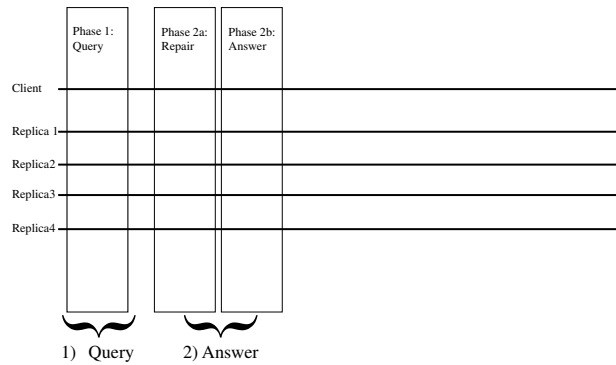 Phase 1:
Query
Phase 2a:
Repair
Phase 2b:
Answer
Client
Replica 1
Replica2
Replica3
Replica4
1) Query
2) Answer